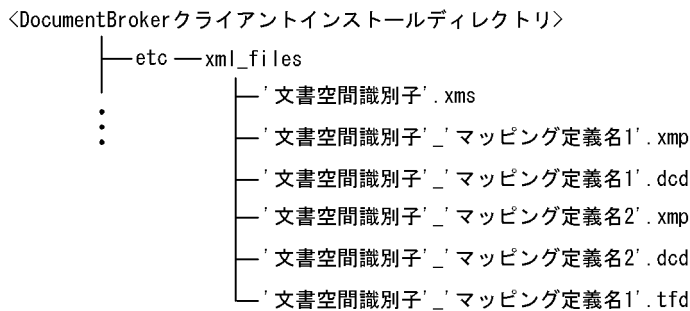 <DocumentBrokerクライアントインストールディレクトリ>
etc xml_files
'文書空間識別子'.xms
'文書空間識別子'_'マッピング定義名1'.xmp
'文書空間識別子'_'マッピング定義名1'.dcd
'文書空間識別子'_'マッピング定義名2'.xmp
'文書空間識別子'_'マッピング定義名2'.dcd
'文書空間識別子'_'マッピング定義名1'.tfd